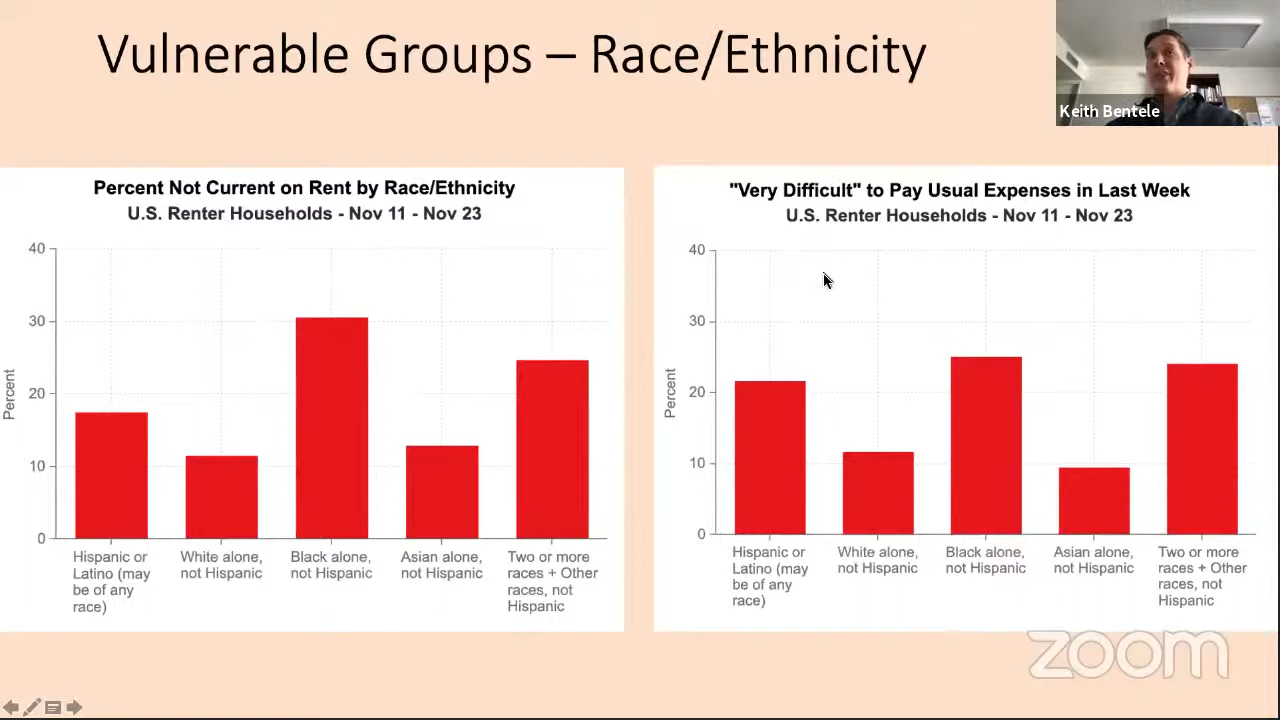 Vulnerable Groups – Race/Ethnicity
Keith Bentele
Percent Not Current on Rent by Race/Ethnicity
U.S. Renter Households - Nov 11 - Nov 23
40
30
20
10
0
Percent
Hispanic or
Latino (may
be of any
race)
White alone,
not Hispanic
Black alone,
not Hispanic
Asian alone,
not Hispanic
Two or more
races + Other
races, not
Hispanic
"Very Difficult" to Pay Usual Expenses in Last Week
U.S. Renter Households - Nov 11 - Nov 23
40
30
20
10
0
Percent
Hispanic or
Latino (may
be of any
race)
White alone,
not Hispanic
Black alone,
not Hispanic
Asian alone,
not Hispanic
Two or more
races + Other
races, not
Hispanic
zoom